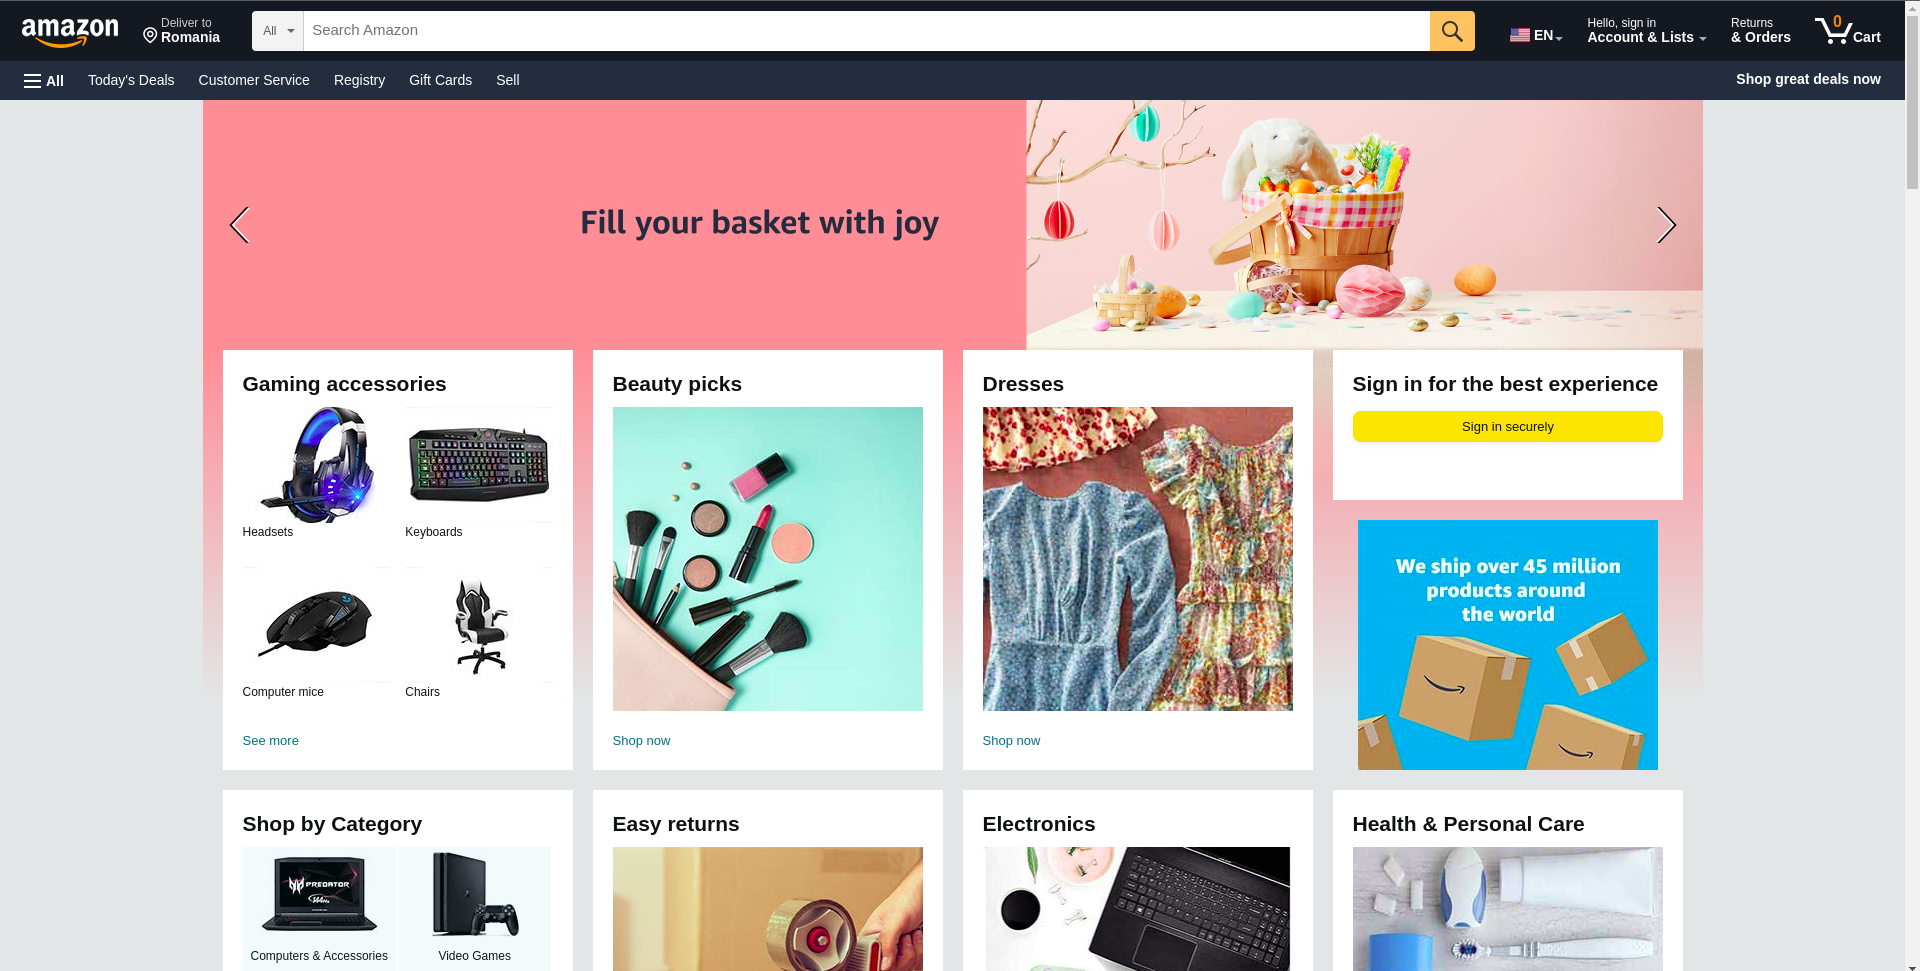 amazon
Deliver to
Romania
All
Search Amazon
EN
Hello, sign in
Account & Lists
Returns
& Orders
0
Cart
All
Today's Deals
Customer Service
Registry
Gift Cards
Sell
Shop great deals now
Fill your basket with joy
Gaming accessories
Headsets
Keyboards
Computer mice
Chairs
See more
Beauty picks
Shop now
Dresses
Shop now
Sign in for the best experience
Sign in securely
We ship over 45 million
products around
the world
Shop by Category
PREDATOR
Computers & Accessories
Video Games
Easy returns
Electronics
Health & Personal Care